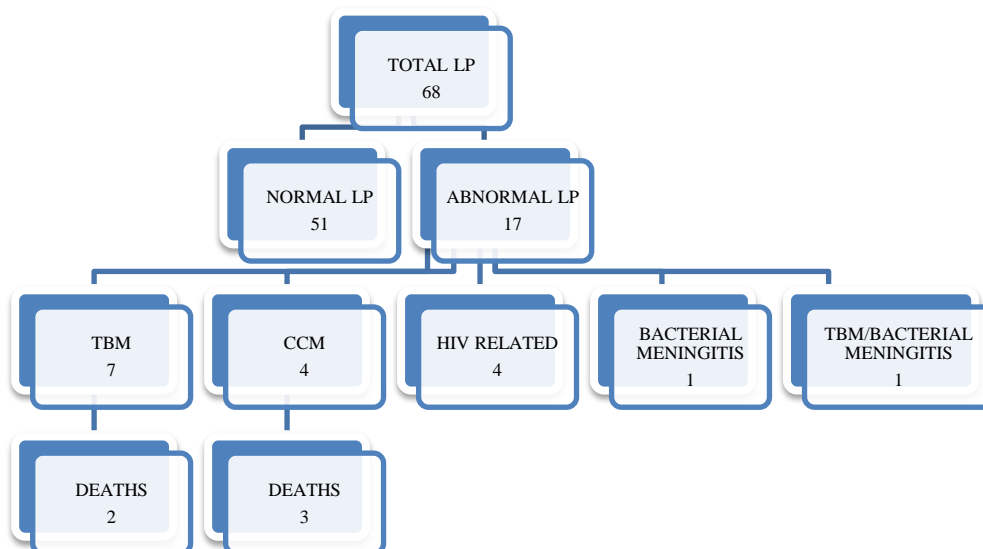 TOTAL LP
68
NORMAL LP
51
ABNORMAL LP
17
TBM
7
CCM
4
HIV RELATED
4
BACTERIAL
MENINGITIS
1
TBM/BACTERIAL
MENINGITIS
1
DEATHS
2
DEATHS
3